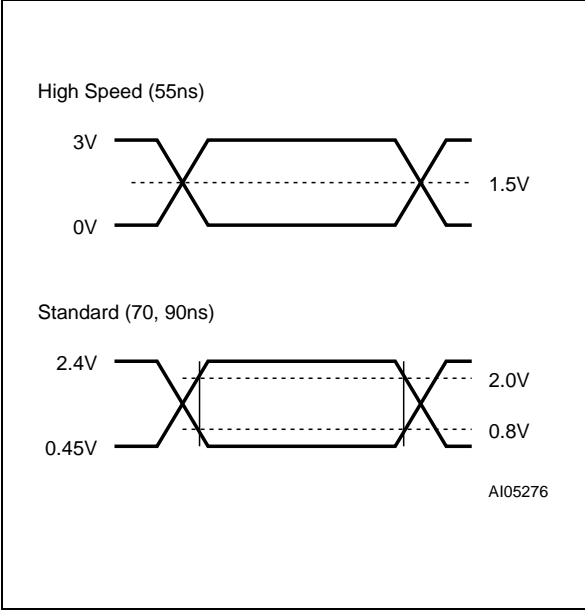 High Speed (55ns)
3V
1.5V
0V
Standard (70, 90ns)
2.4V
2.0V
0.8V
0.45V
AI05276